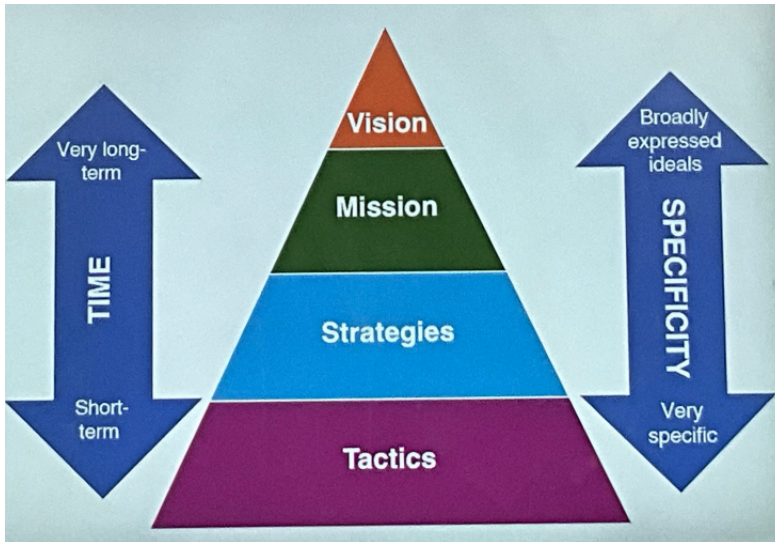 Vision
Mission
Strategies
Tactics
Very long-
term
TIME
Short-
term
Broadly
expressed
ideals
SPECIFICITY
Very
specific